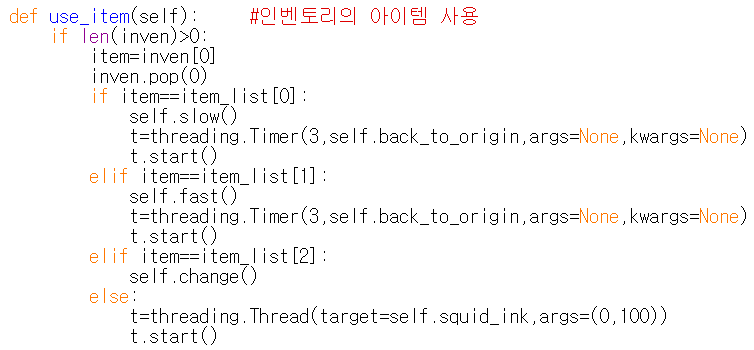 def use_item(self):     #인벤토리의 아이템 사용
    if len(inven)>0:
        item=inven[0]
        inven.pop(0)
        if item==item_list[0]:
            self.slow()
            t=threading.Timer(3,self.back_to_origin,args=None,kwargs=None)
            t.start()
        elif item==item_list[1]:
            self.fast()
            t=threading.Timer(3,self.back_to_origin,args=None,kwargs=None)
            t.start()
        elif item==item_list[2]:
            self.change()
        else:
            t=threading.Thread(target=self.squid_ink,args=(0,100))
            t.start()